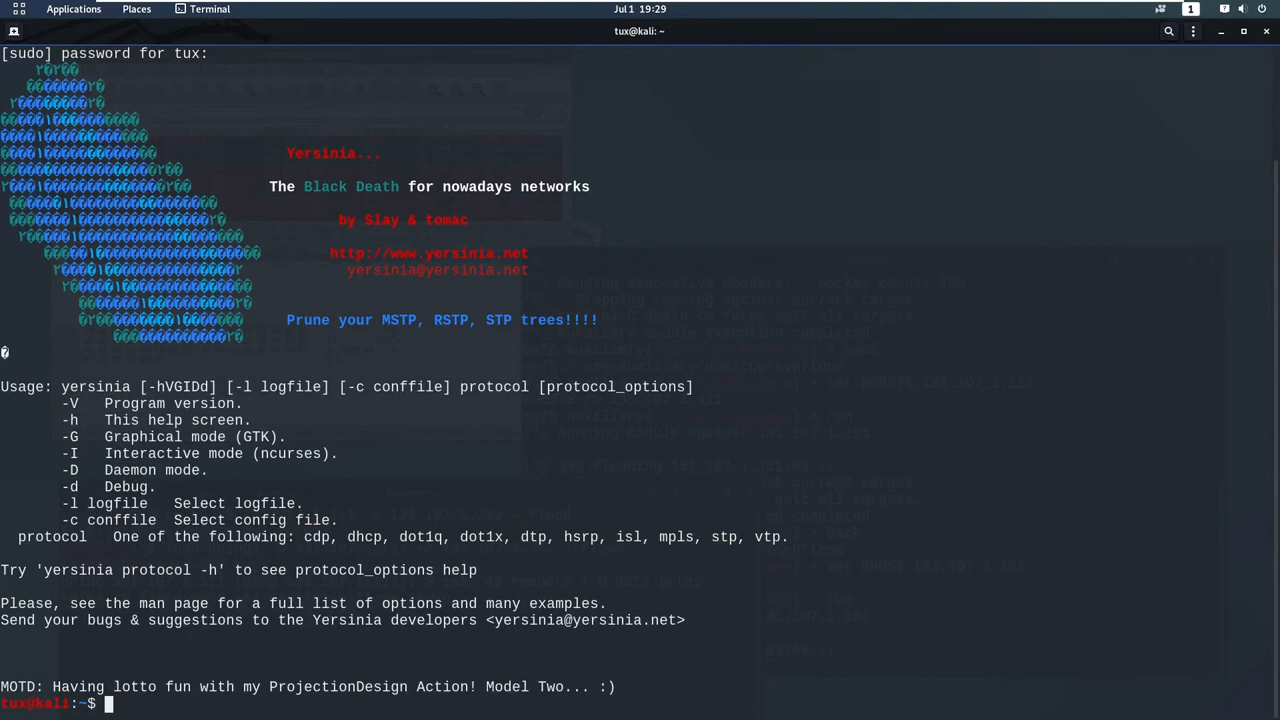 Applications Places Terminal Jul 1 19:29 1
tux@kali: ~
[sudo] password for tux:
Yersinia...
The Black Death for nowadays networks
by Slay & tomac
http://www.yersinia.net
yersinia@yersinia.net
Prune your MSTP, RSTP, STP trees!!!!
Usage: yersinia [-hVGIDd] [-l logfile] [-c conffile] protocol [protocol_options]
-V Program version.
-h This help screen.
-G Graphical mode (GTK).
-I Interactive mode (ncurses).
-D Daemon mode.
-d Debug.
-l logfile Select logfile.
-c conffile Select config file.
protocol One of the following: cdp, dhcp, dot1q, dot1x, dtp, hsrp, isl, mpls, stp, vtp.
Try 'yersinia protocol -h' to see protocol_options help
Please, see the man page for a full list of options and many examples.
Send your bugs & suggestions to the Yersinia developers <yersinia@yersinia.net>
MOTD: Having lotto fun with my ProjectionDesign Action! Model Two... :)
tux@kali:~$